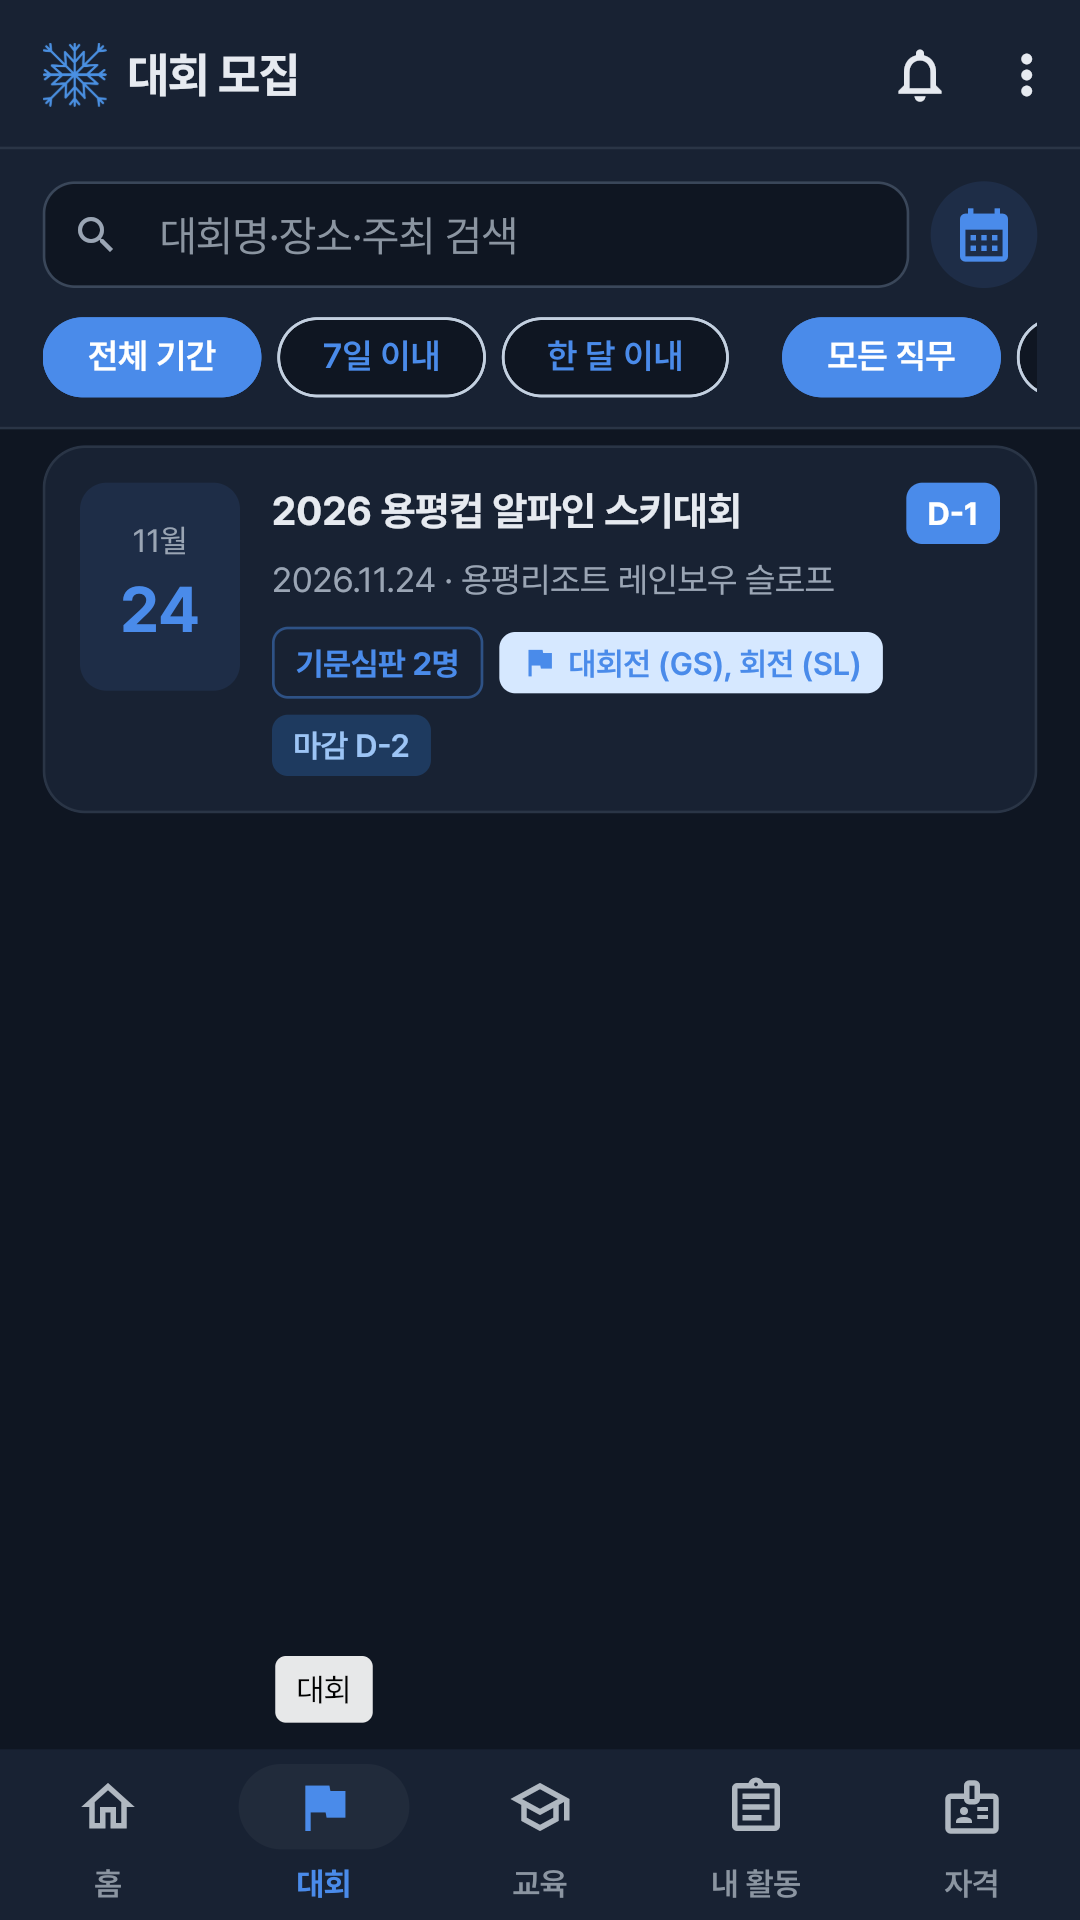 대회 모집
대회명·장소·주최 검색
전체 기간
7일 이내
한 달 이내
모든 직무
11월
24
2026 용평컵 알파인 스키대회
D-1
2026.11.24 · 용평리조트 레인보우 슬로프
기문심판 2명
대회전 (GS), 회전 (SL)
마감 D-2
대회
홈
대회
교육
내 활동
자격